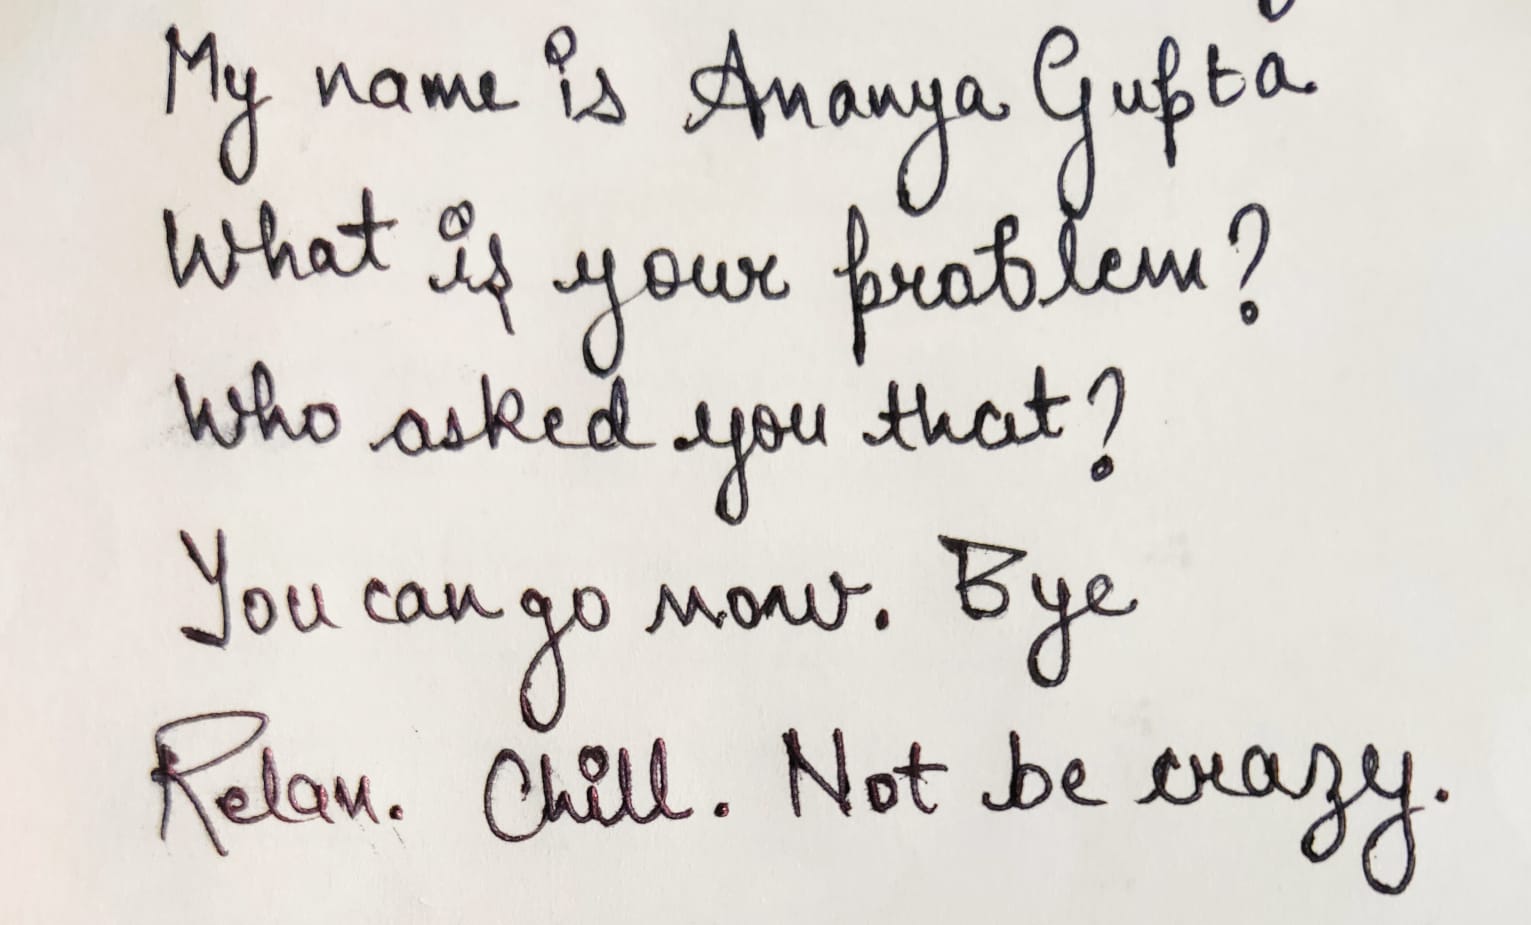 My name is Ananya Gupta
What is your problem?
Who asked you that?
You can go now. Bye
Relan. Chill. Not be crazy.